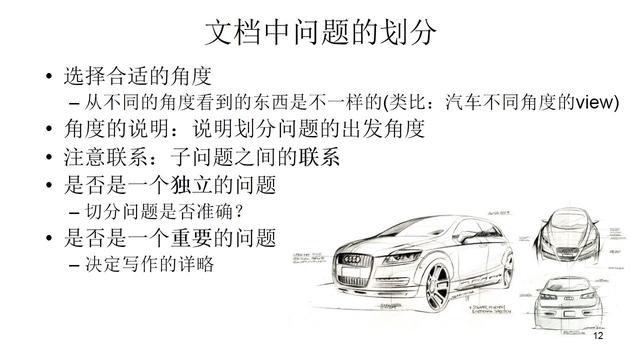 文档中问题的划分
• 选择合适的角度
– 从不同的角度看到的东西是不一样的(类比：汽车不同角度的view)
• 角度的说明：说明划分问题的出发角度
• 注意联系：子问题之间的联系
• 是否是一个独立的问题
– 切分问题是否准确？
• 是否是一个重要的问题
– 决定写作的详略
12